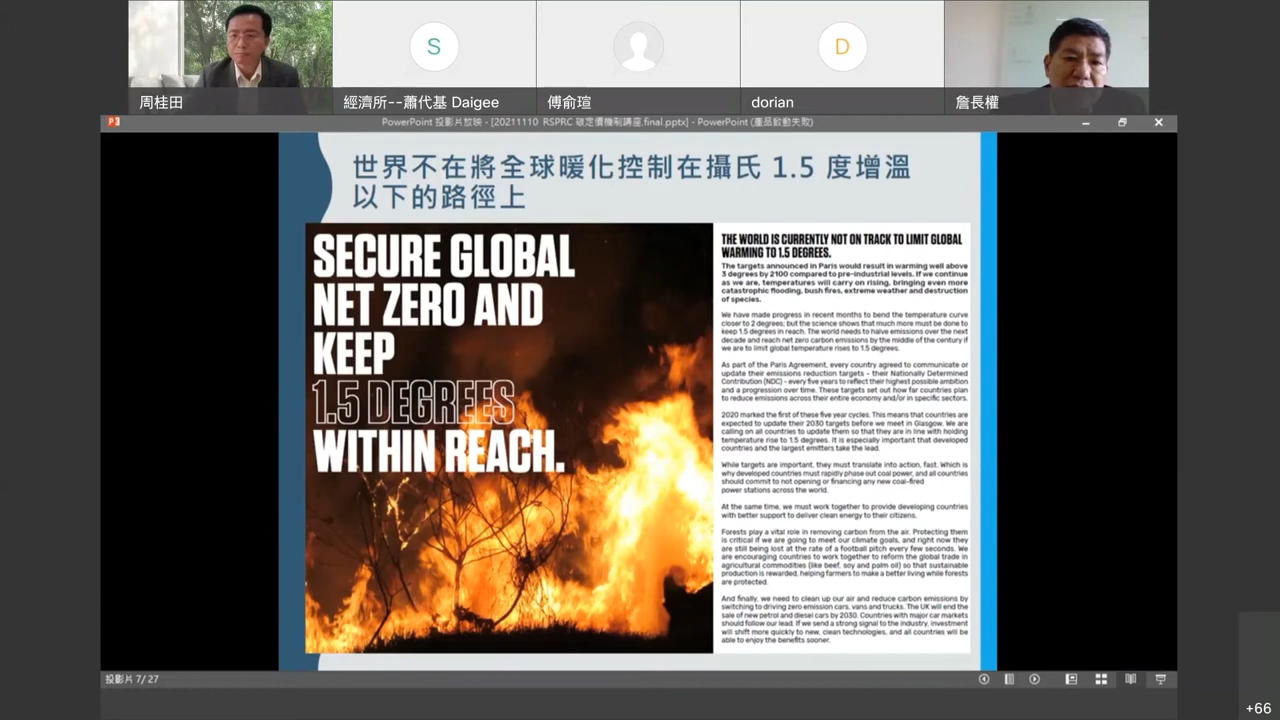 S
D
周桂田
經濟所--蕭代基 Daigee
傅俞瑄
dorian
詹長權
PowerPoint 投影片放映 - [20211110 RSPRC 碳定價機制講座.final.pptx] - PowerPoint (產品啟動失敗)
世界不在將全球暖化控制在攝氏 1.5 度增溫
以下的路徑上
SECURE GLOBAL
NET ZERO AND
KEEP
1.5 DEGREES
WITHIN REACH.
THE WORLD IS CURRENTLY NOT ON TRACK TO LIMIT GLOBAL
WARMING TO 1.5 DEGREES.
The targets announced in Paris would result in warming well above
3 degrees by 2100 compared to pre-industrial levels. If we continue
as we are, temperatures will carry on rising, bringing even more
catastrophic flooding, bush fires, extreme weather and destruction
of species.
We have made progress in recent months to bend the temperature curve
closer to 2 degrees; but the science shows that much more must be done to
keep 1.5 degrees in reach. The world needs to halve emissions over the next
decade and reach net zero carbon emissions by the middle of the century if
we are to limit global temperature rises to 1.5 degrees.
As part of the Paris Agreement, every country agreed to communicate or
update their emissions reduction targets - their Nationally Determined
Contribution (NDC) - every five years to reflect their highest possible ambition
and a progression over time. These targets set out how far countries plan
to reduce emissions across their entire economy and/or in specific sectors.
2020 marked the first of these five year cycles. This means that countries are
expected to update their 2030 targets before we meet in Glasgow. We are
calling on all countries to update them so that they are in line with holding
temperature rise to 1.5 degrees. It is especially important that developed
countries and the largest emitters take the lead.
While targets are important, they must translate into action, fast. Which is
why developed countries must rapidly phase out coal power, and all countries
should commit to not opening or financing any new coal-fired
power stations across the world.
At the same time, we must work together to provide developing countries
with better support to deliver clean energy to their citizens.
Forests play a vital role in removing carbon from the air. Protecting them
is critical if we are going to meet our climate goals, and right now they
are still being lost at the rate of a football pitch every few seconds. We
are encouraging countries to work together to reform the global trade in
agricultural commodities (like beef, soy and palm oil) so that sustainable
production is rewarded, helping farmers to make a better living while forests
are protected.
And finally, we need to clean up our air and reduce carbon emissions by
switching to driving zero emission cars, vans and trucks. The UK will end the
sale of new petrol and diesel cars by 2030. Countries with major car markets
should follow our lead. If we send a strong signal to the industry, investment
will shift more quickly to new, clean technologies, and all countries will be
able to enjoy the benefits sooner.
投影片 7/ 27
+66